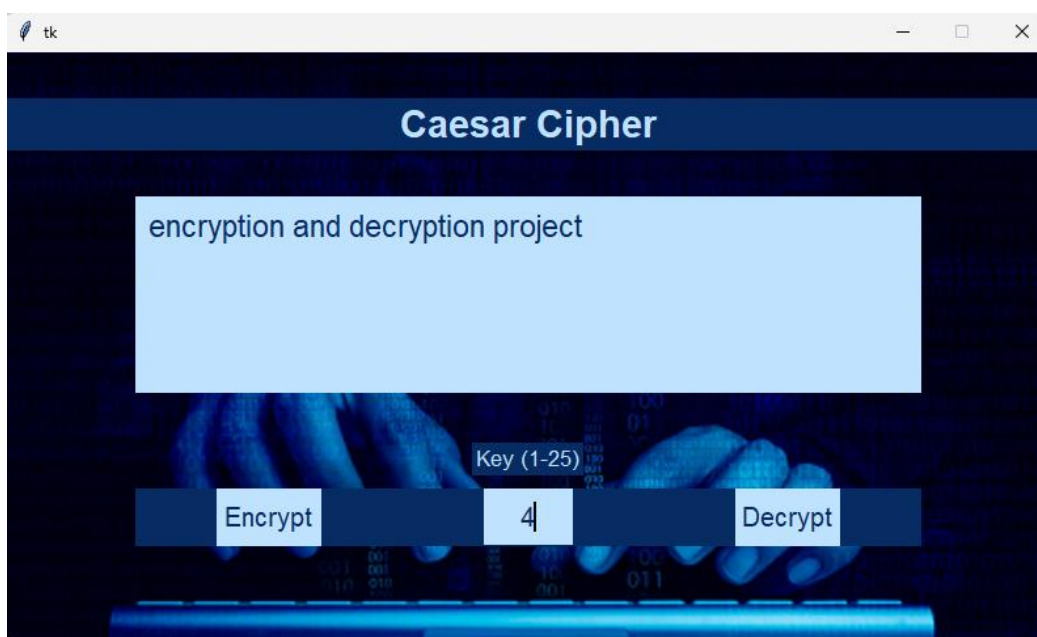 tk
Caesar Cipher
encryption and decryption project
Key (1-25)
Encrypt 4 Decrypt